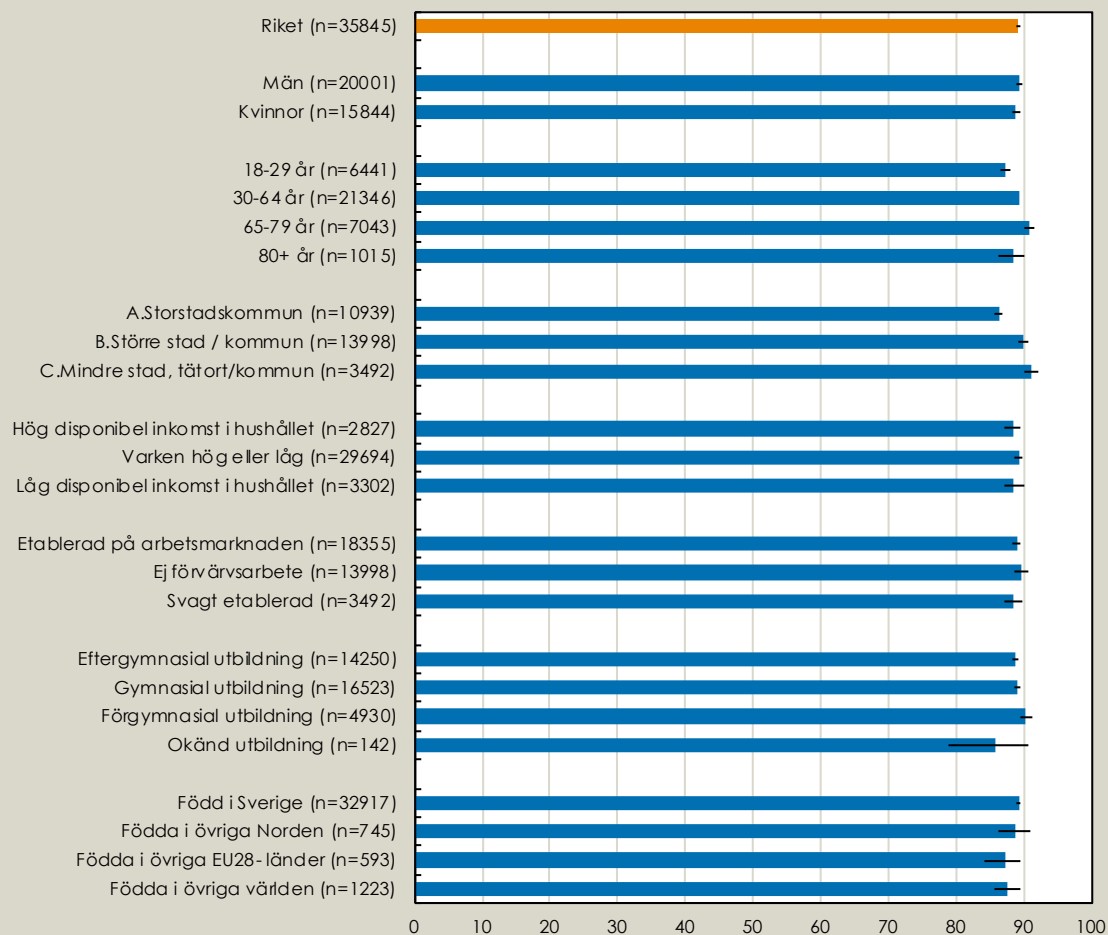 Riket (n=35845)
Män (n=20001)
Kvinnor (n=15844)
18-29 år (n=6441)
30-64 år (n=21346)
65-79 år (n=7043)
80+ år (n=1015)
A.Storstadskommun (n=10939)
B.Större stad / kommun (n=13998)
C.Mindre stad, tätort/kommun (n=3492)
Hög disponibel inkomst i hushållet (n=2827)
Varken hög eller låg (n=29694)
Låg disponibel inkomst i hushållet (n=3302)
Etablerad på arbetsmarknaden (n=18355)
Ej förvärvsarbete (n=13998)
Svagt etablerad (n=3492)
Eftergymnasial utbildning (n=14250)
Gymnasial utbildning (n=16523)
Förgymnasial utbildning (n=4930)
Okänd utbildning (n=142)
Född i Sverige (n=32917)
Födda i övriga Norden (n=745)
Födda i övriga EU28-länder (n=593)
Födda i övriga världen (n=1223)
0 10 20 30 40 50 60 70 80 90 100